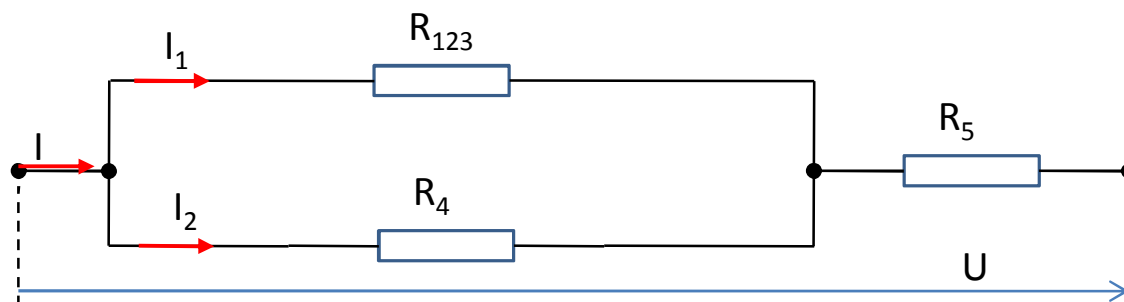 R₁₂₃
I₁
I
R₅
R₄
I₂
U